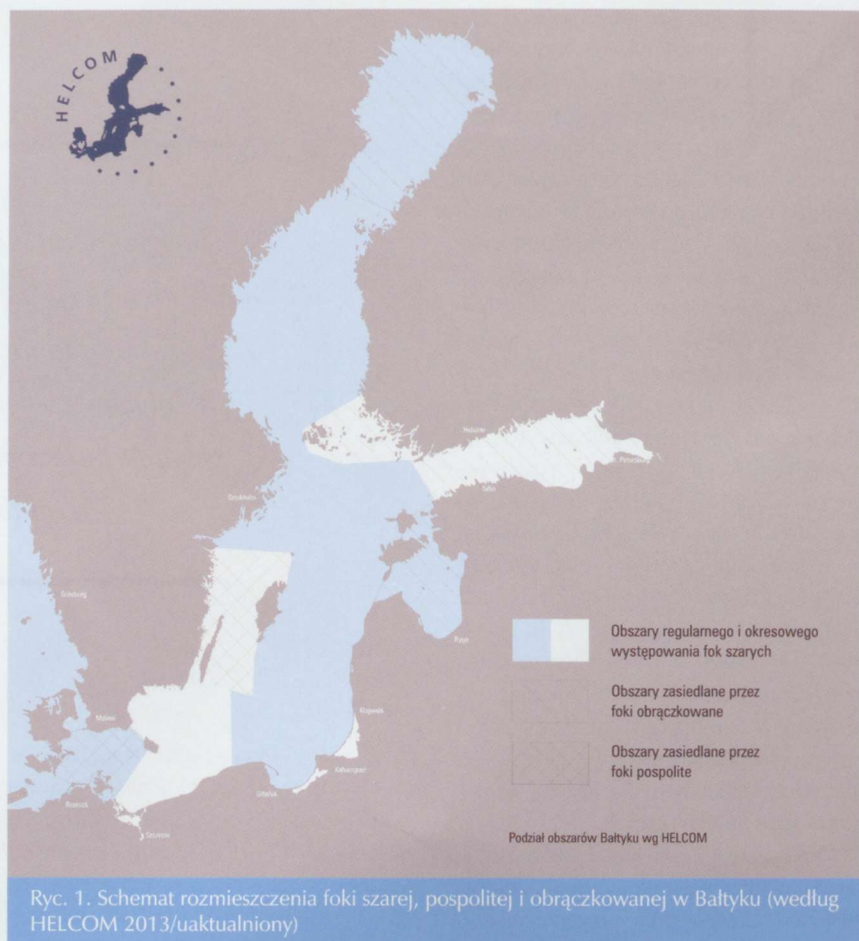 HELCOM
Helsinki
St. Petersburg
Tallin
Sztokholm
Göteborg
Ryga
Malmo
Kłajpeda
Kaliningrad
Gdańsk
Rostock
Szczecin
Obszary regularnego i okresowego
występowania fok szarych
Obszary zasiedlane przez
foki obrączkowane
Obszary zasiedlane przez
foki pospolite
Podział obszarów Bałtyku wg HELCOM
Ryc. 1. Schemat rozmieszczenia foki szarej, pospolitej i obrączkowanej w Bałtyku (według
HELCOM 2013/uaktualniony)